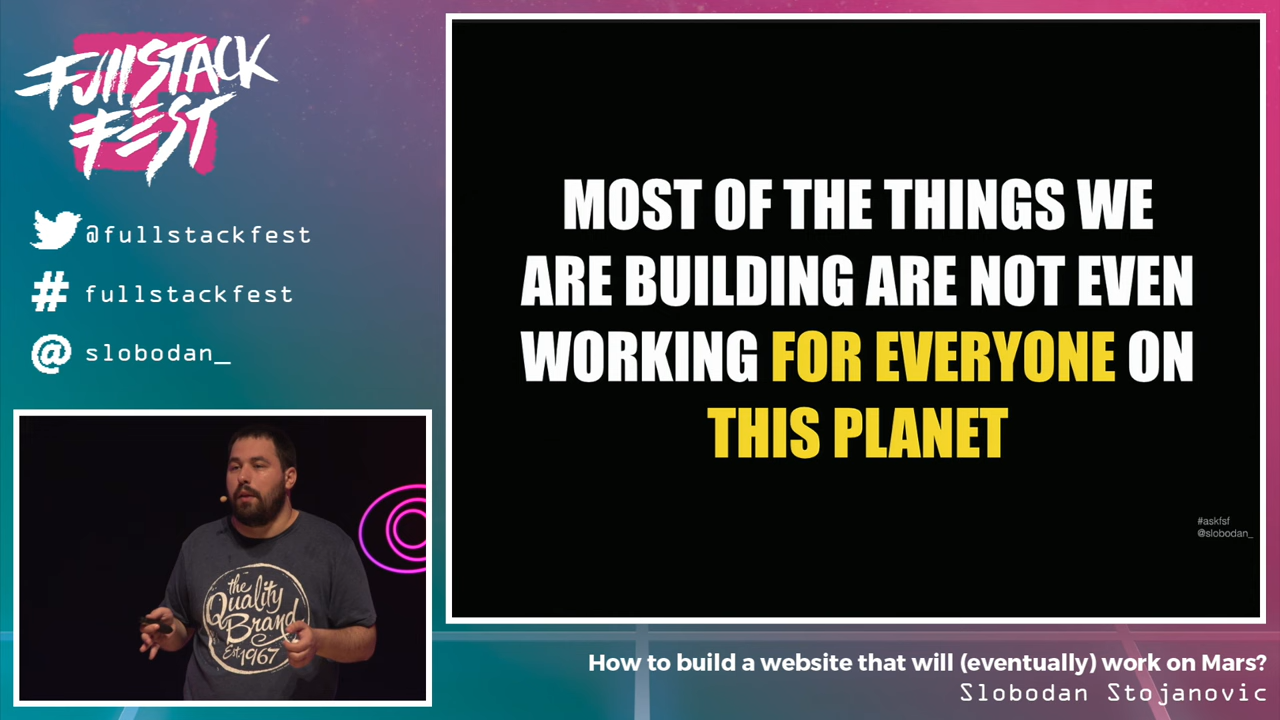 FullStack
Fest
@fullstackfest
# fullstackfest
@ slobodan_
the
Quality
Brand
Est 1967
MOST OF THE THINGS WE
ARE BUILDING ARE NOT EVEN
WORKING FOR EVERYONE ON
THIS PLANET
#askfsf
@slobodan_
How to build a website that will (eventually) work on Mars?
Slobodan Stojanovic